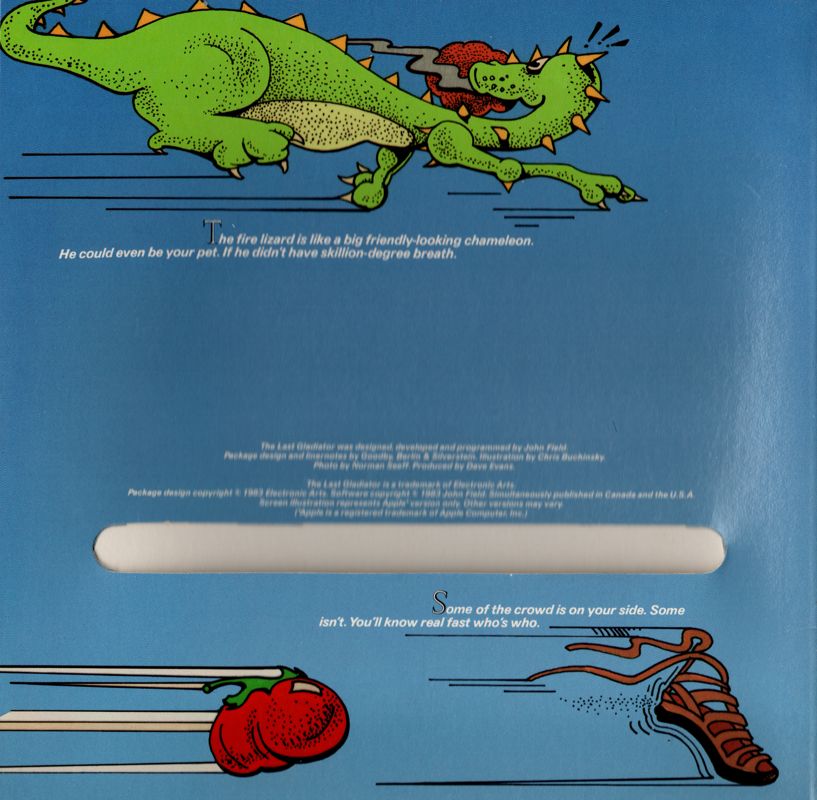 The fire lizard is like a big friendly-looking chameleon.
He could even be your pet. If he didn't have skillion-degree breath.
The Last Gladiator was designed, developed and programmed by John Field.
Package design and linernotes by Goodby, Berlin & Silverstein. Illustration by Chris Buchinsky.
Photo by Norman Seeff. Produced by Dave Evans.
The Last Gladiator is a trademark of Electronic Arts.
Package design copyright © 1983 Electronic Arts. Software copyright © 1983 John Field. Simultaneously published in Canada and the U.S.A.
Screen illustration represents Apple* version only. Other versions may vary.
(*Apple is a registered trademark of Apple Computer, Inc.)
Some of the crowd is on your side. Some
isn't. You'll know real fast who's who.